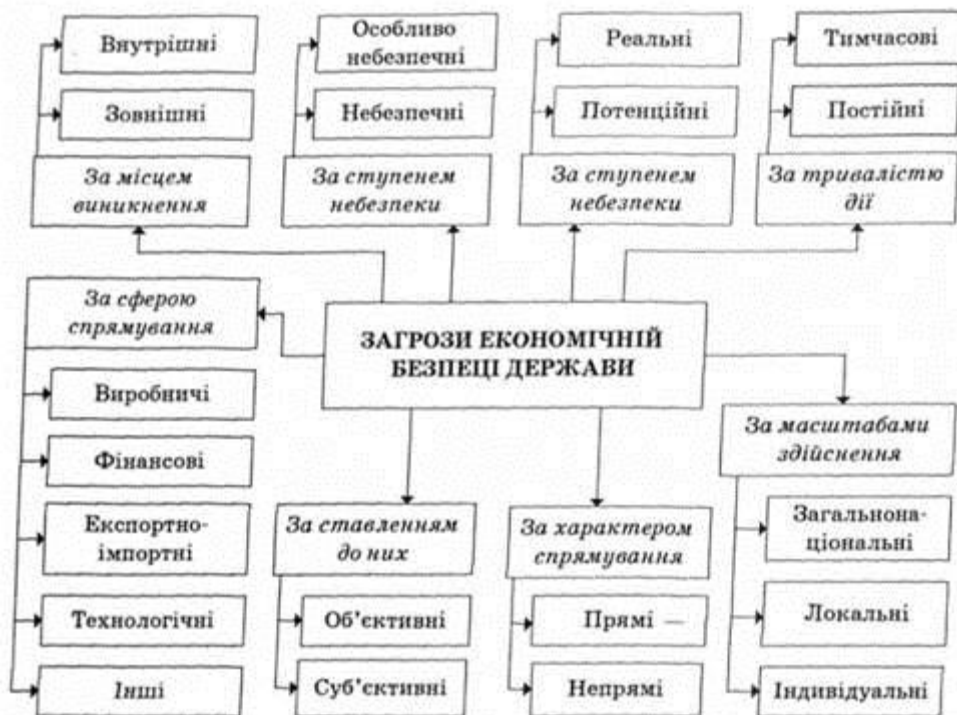 Внутрішні
Зовнішні
За місцем
виникнення
Особливо
небезпечні
Небезпечні
За ступенем
небезпеки
Реальні
Потенційні
За ступенем
небезпеки
Тимчасові
Постійні
За тривалістю
дії
ЗАГРОЗИ ЕКОНОМІЧНІЙ
БЕЗПЕЦІ ДЕРЖАВИ
За сферою
спрямування
Виробничі
Фінансові
Експортно-
імпортні
Технологічні
Інші
За ставленням
до них
Об’єктивні
Суб’єктивні
За характером
спрямування
Прямі —
Непрямі
За масштабами
здійснення
Загальнона-
ціональні
Локальні
Індивідуальні